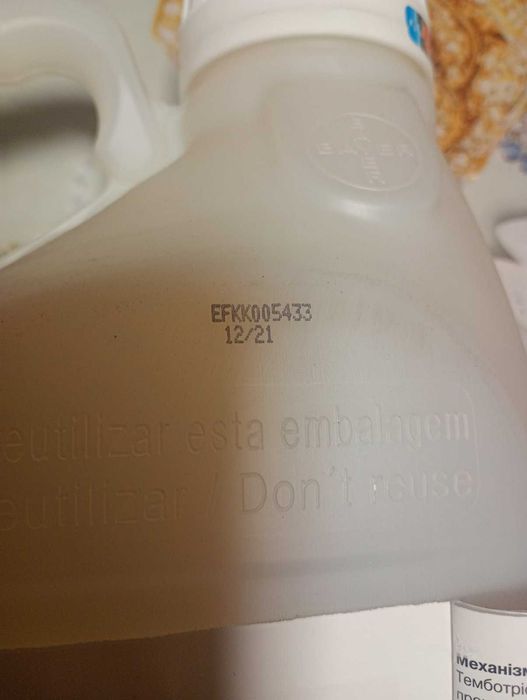 BAYER
EFKK005433
12/21
eutilizar esta embalagem
eutilizar / Don't reuse
Механізм
Темботрі